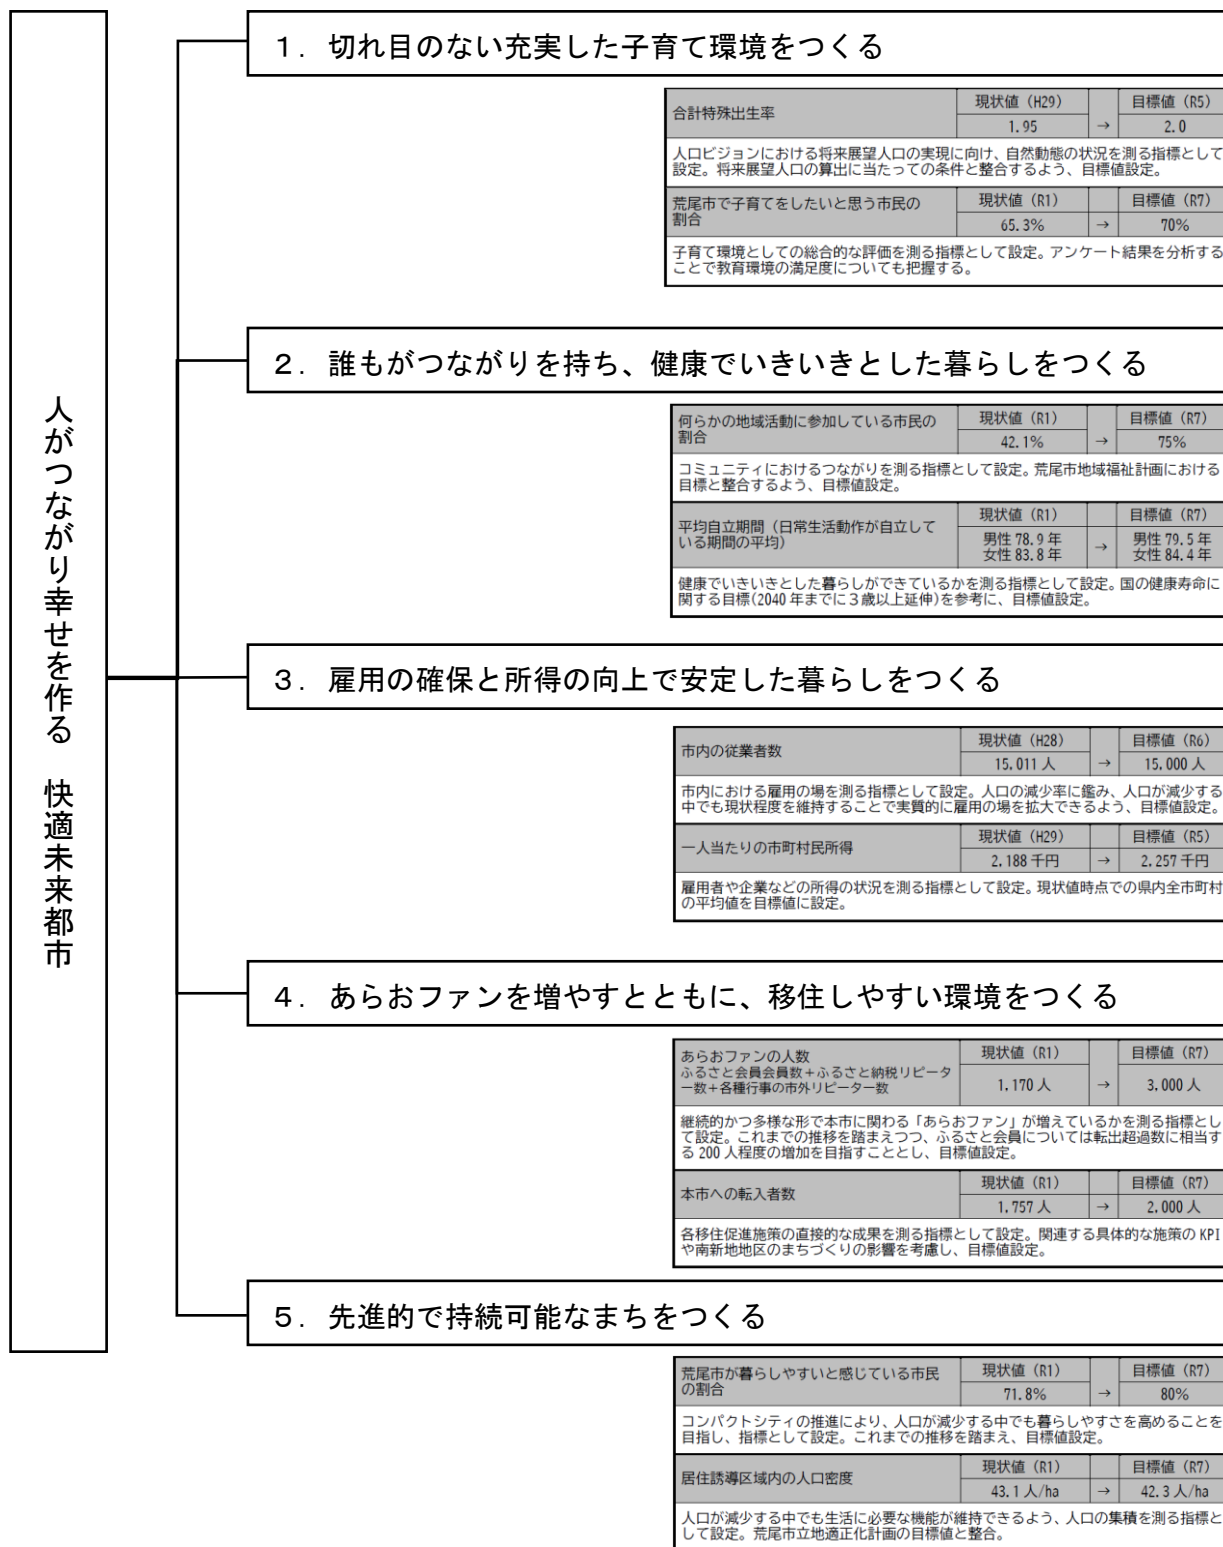 人がつながり幸せを作る　快適未来都市
１．切れ目のない充実した子育て環境をつくる
合計特殊出生率
現状値（H29）
目標値（R5）
1.95
→
2.0
人口ビジョンにおける将来展望人口の実現に向け、自然動態の状況を測る指標として
設定。将来展望人口の算出に当たっての条件と整合するよう、目標値設定。
荒尾市で子育てをしたいと思う市民の
割合
現状値（R1）
目標値（R7）
65.3%
→
70%
子育て環境としての総合的な評価を測る指標として設定。アンケート結果を分析する
ことで教育環境の満足度についても把握する。
２．誰もがつながりを持ち、健康でいきいきとした暮らしをつくる
何らかの地域活動に参加している市民の
割合
現状値（R1）
目標値（R7）
42.1%
→
75%
コミュニティにおけるつながりを測る指標として設定。荒尾市地域福祉計画における
目標と整合するよう、目標値設定。
平均自立期間（日常生活動作が自立して
いる期間の平均）
現状値（R1）
目標値（R7）
男性 78.9 年
女性 83.8 年
→
男性 79.5 年
女性 84.4 年
健康でいきいきとした暮らしができているかを測る指標として設定。国の健康寿命に
関する目標(2040 年までに３歳以上延伸)を参考に、目標値設定。
３．雇用の確保と所得の向上で安定した暮らしをつくる
市内の従業者数
現状値（H28）
目標値（R6）
15,011 人
→
15,000 人
市内における雇用の場を測る指標として設定。人口の減少率に鑑み、人口が減少する
中でも現状程度を維持することで実質的に雇用の場を拡大できるよう、目標値設定。
一人当たりの市町村民所得
現状値（H29）
目標値（R5）
2,188 千円
→
2,257 千円
雇用者や企業などの所得の状況を測る指標として設定。現状値時点での県内全市町村
の平均値を目標値に設定。
４．あらおファンを増やすとともに、移住しやすい環境をつくる
あらおファンの人数
ふるさと会員会員数＋ふるさと納税リピータ
ー数＋各種行事の市外リピーター数
現状値（R1）
目標値（R7）
1,170 人
→
3,000 人
継続的かつ多様な形で本市に関わる「あらおファン」が増えているかを測る指標とし
て設定。これまでの推移を踏まえつつ、ふるさと会員については転出超過数に相当す
る 200 人程度の増加を目指すこととし、目標値設定。
本市への転入者数
現状値（R1）
目標値（R7）
1,757 人
→
2,000 人
各移住促進施策の直接的な成果を測る指標として設定。関連する具体的な施策の KPI
や南新地地区のまちづくりの影響を考慮し、目標値設定。
５．先進的で持続可能なまちをつくる
荒尾市が暮らしやすいと感じている市民
の割合
現状値（R1）
目標値（R7）
71.8%
→
80%
コンパクトシティの推進により、人口が減少する中でも暮らしやすさを高めることを
目指し、指標として設定。これまでの推移を踏まえ、目標値設定。
居住誘導区域内の人口密度
現状値（R1）
目標値（R7）
43.1 人/ha
→
42.3 人/ha
人口が減少する中でも生活に必要な機能が維持できるよう、人口の集積を測る指標と
して設定。荒尾市立地適正化計画の目標値と整合。